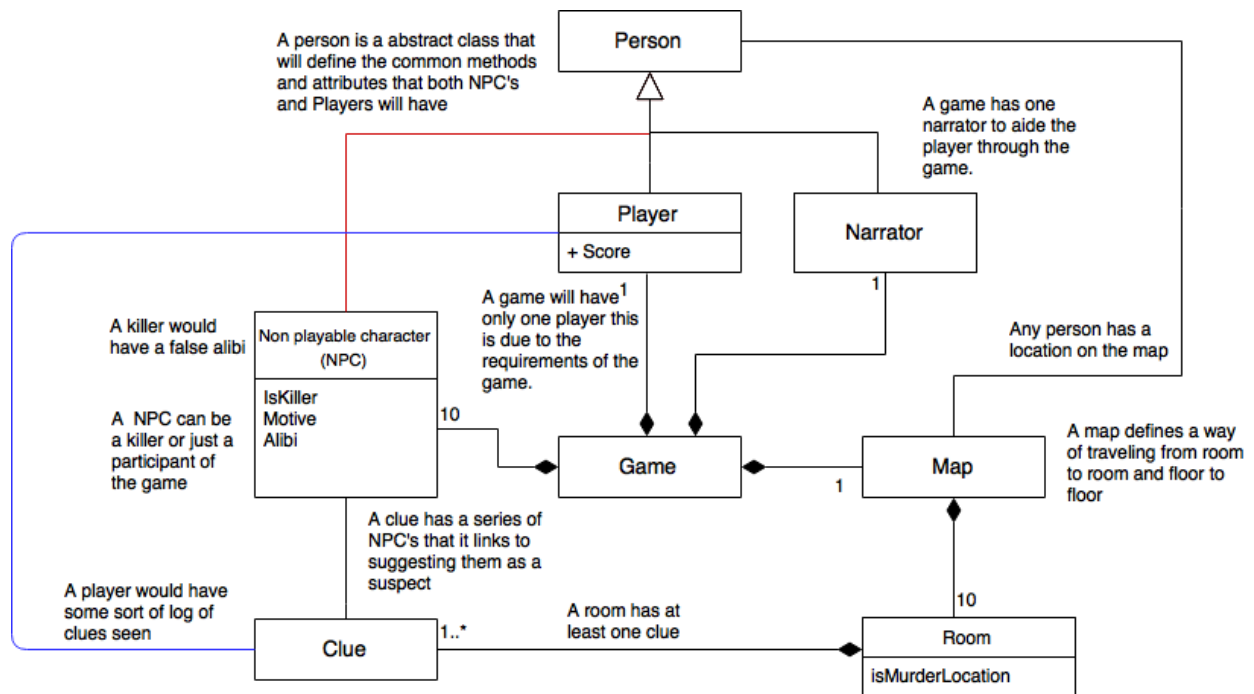 Person
A person is a abstract class that
will define the common methods
and attributes that both NPC's
and Players will have
A game has one
narrator to aide the
player through the
game.
Player
+ Score
Narrator
1
1
A game will have
only one player this
is due to the
requirements of the
game.
A killer would
have a false alibi
Non playable character
(NPC)
IsKiller
Motive
Alibi
Any person has a
location on the map
A NPC can be
a killer or just a
participant of
the game
10
Game
1
Map
A map defines a way
of traveling from room
to room and floor to
floor
A clue has a series of
NPC's that it links to
suggesting them as a
suspect
A player would have
some sort of log of
clues seen
Clue
1..*
A room has at
least one clue
10
Room
isMurderLocation